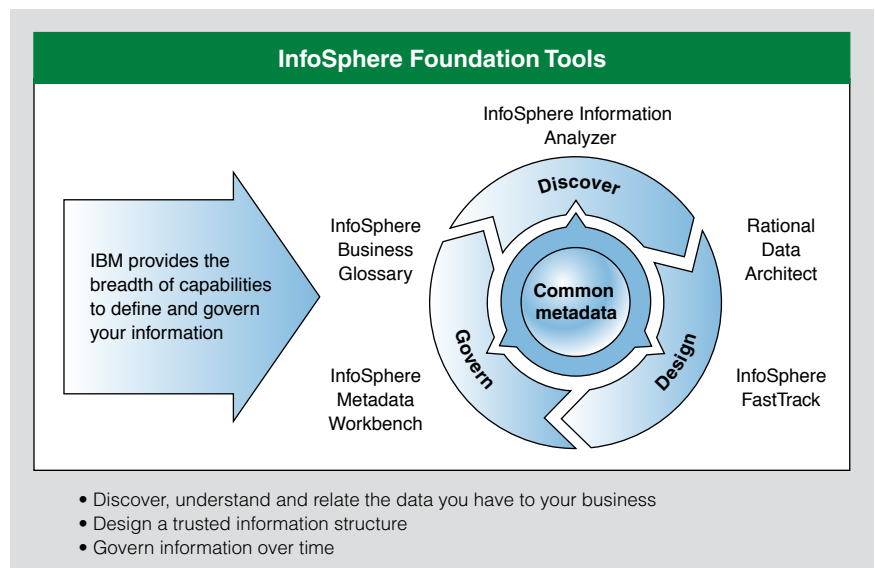 InfoSphere Foundation Tools
IBM provides the
breadth of capabilities
to define and govern
your information
InfoSphere Information
Analyzer
Discover
InfoSphere
Business
Glossary
Rational
Data
Architect
Common
metadata
Govern
Design
InfoSphere
Metadata
Workbench
InfoSphere
FastTrack
• Discover, understand and relate the data you have to your business
• Design a trusted information structure
• Govern information over time